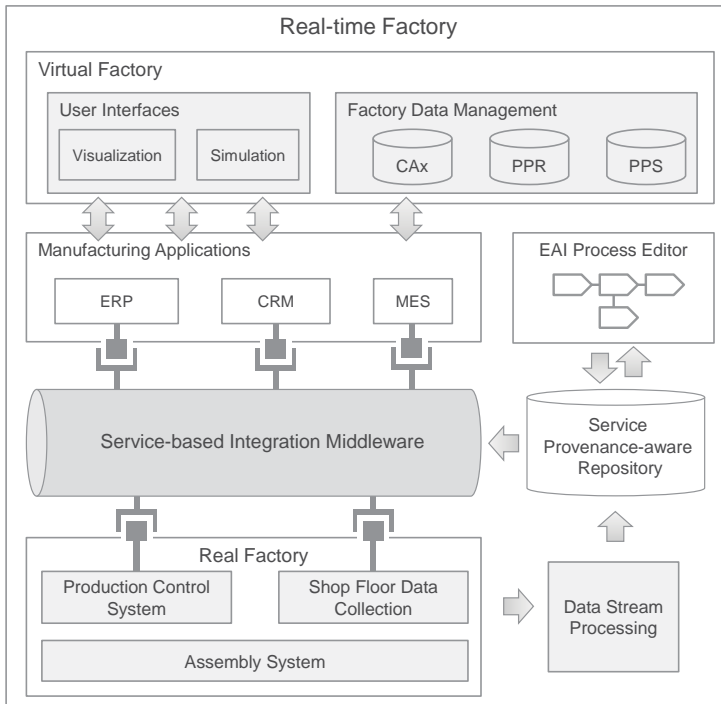 Real-time Factory
Virtual Factory
User Interfaces
Visualization
Simulation
Factory Data Management
CAx
PPR
PPS
Manufacturing Applications
ERP
CRM
MES
EAI Process Editor
Service-based Integration Middleware
Service
Provenance-aware
Repository
Real Factory
Production Control
System
Shop Floor Data
Collection
Assembly System
Data Stream
Processing